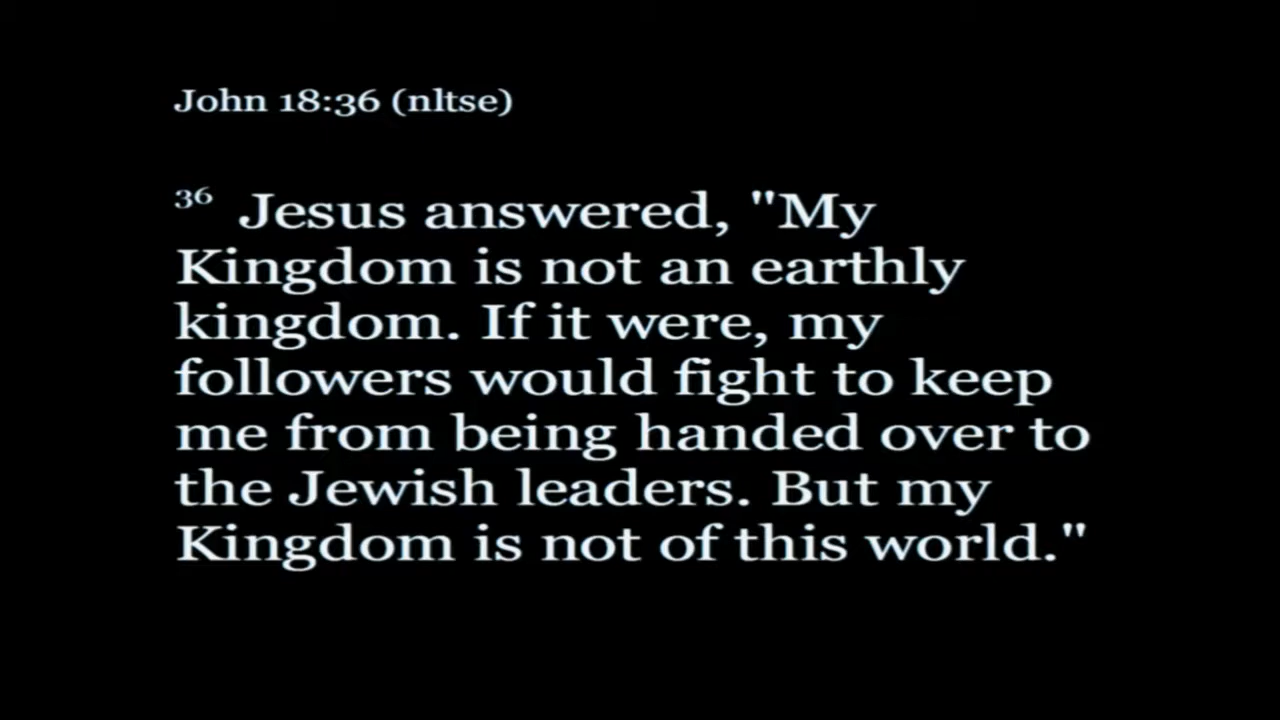 John 18:36 (nltse)
36 Jesus answered, "My
Kingdom is not an earthly
kingdom. If it were, my
followers would fight to keep
me from being handed over to
the Jewish leaders. But my
Kingdom is not of this world."